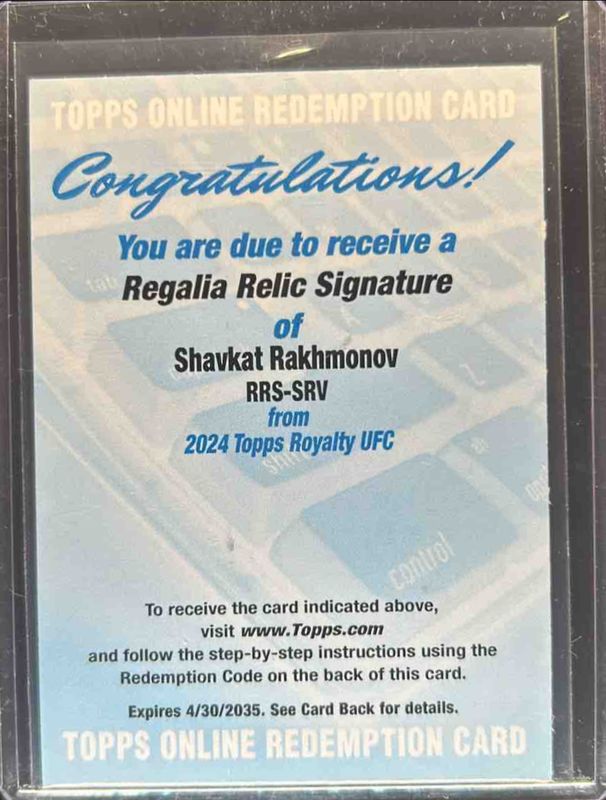 TOPPS ONLINE REDEMPTION CARD
Congratulations!
You are due to receive a
Regalia Relic Signature
of
Shavkat Rakhmonov
RRS-SRV
from
2024 Topps Royalty UFC
control
To receive the card indicated above,
visit www.Topps.com
and follow the step-by-step instructions using the
Redemption Code on the back of this card.
Expires 4/30/2035. See Card Back for details.
TOPPS ONLINE REDEMPTION CARD